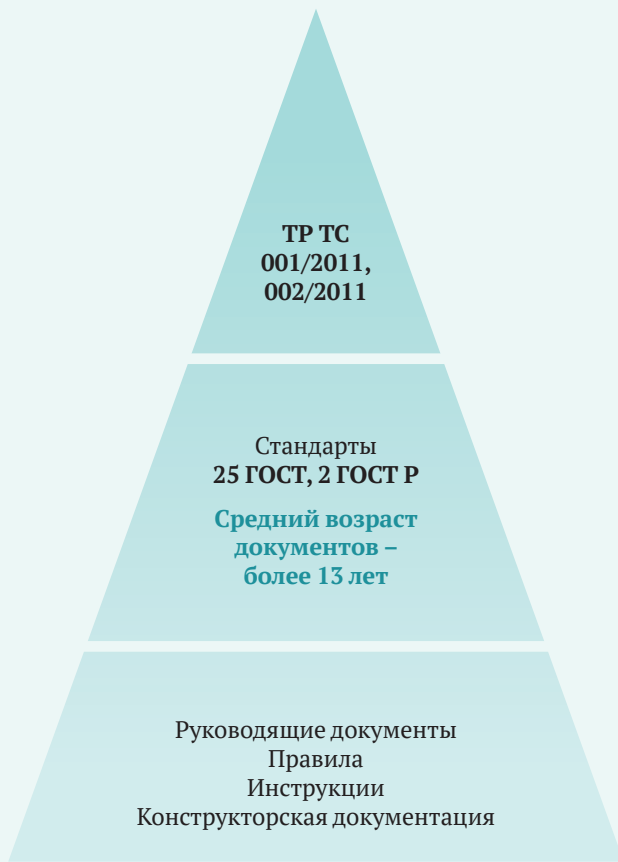 ТР ТС
001/2011,
002/2011
Стандарты
25 ГОСТ, 2 ГОСТ Р
Средний возраст
документов –
более 13 лет
Руководящие документы
Правила
Инструкции
Конструкторская документация